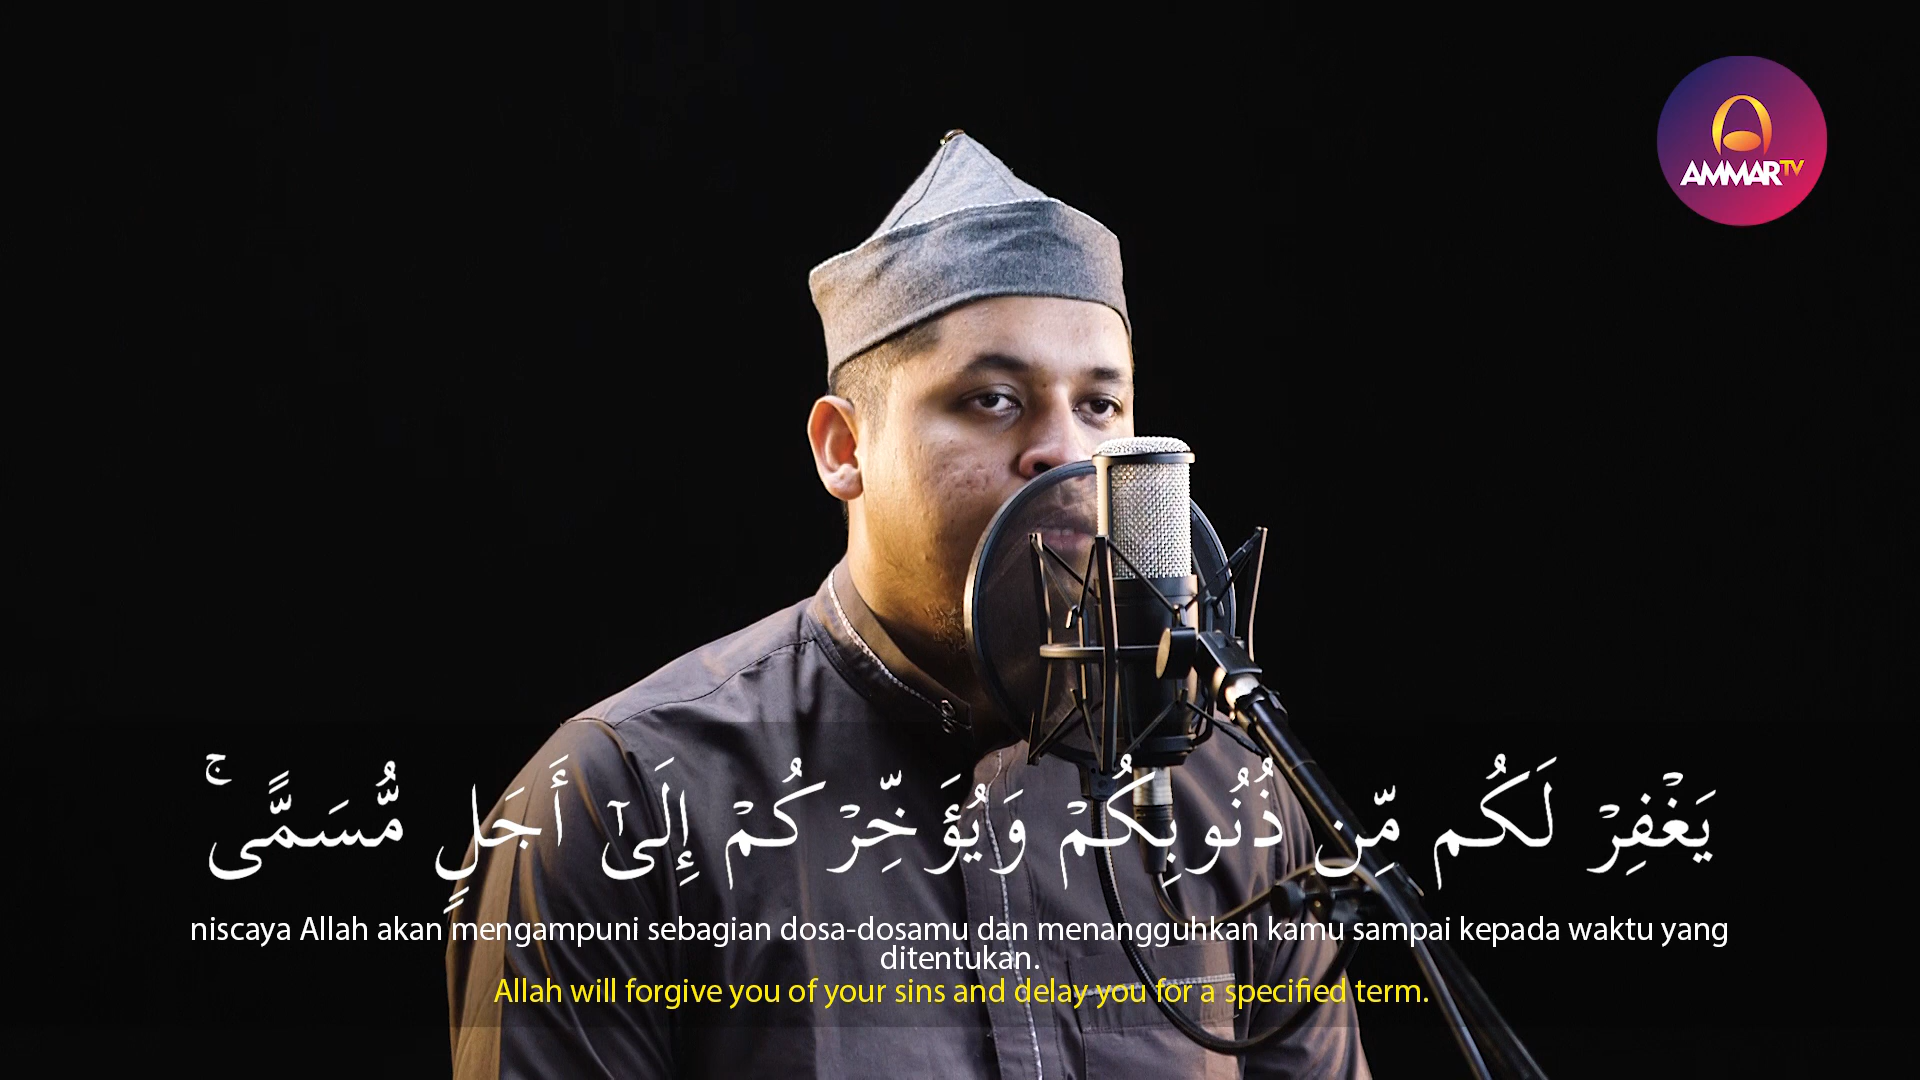 AMMARTV
يَغْفِرْ لَكُم مِّن ذُنُوبِكُمْ وَيُؤَخِّرْكُمْ إِلَىٰٓ أَجَلٍ مُّسَمًّى ۚ
niscaya Allah akan mengampuni sebagian dosa-dosamu dan menangguhkan kamu sampai kepada waktu yang
ditentukan.
Allah will forgive you of your sins and delay you for a specified term.